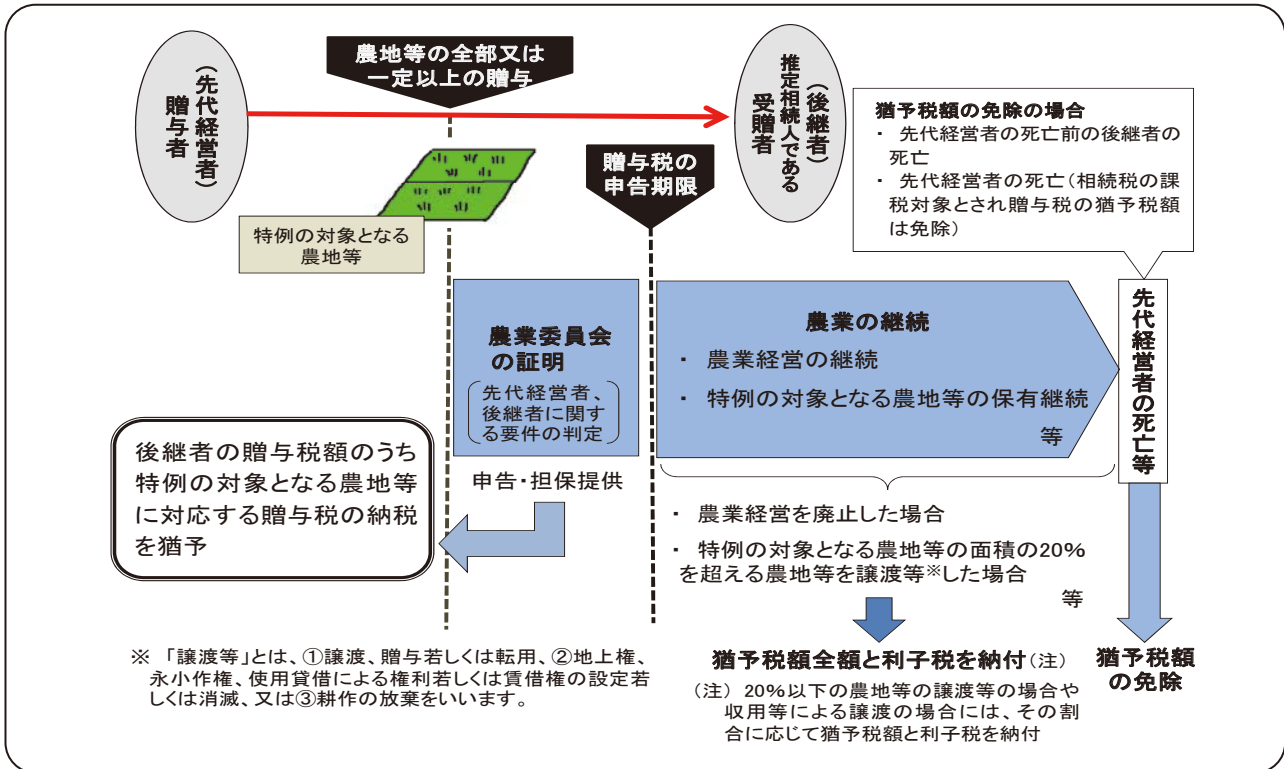 農地等の全部又は
一定以上の贈与
(先代経営者)
贈与者
(後継者)
推定相続人である
受贈者
猶予税額の免除の場合
・ 先代経営者の死亡前の後継者の
死亡
・ 先代経営者の死亡(相続税の課
税対象とされ贈与税の猶予税額
は免除)
贈与税の
申告期限
特例の対象となる
農地等
農業委員会
の証明
先代経営者、
後継者に関す
る要件の判定
農業の継続
・ 農業経営の継続
・ 特例の対象となる農地等の保有継続
等
先代経営者の死亡等
後継者の贈与税額のうち
特例の対象となる農地等
に対応する贈与税の納税
を猶予
申告・担保提供
・ 農業経営を廃止した場合
・ 特例の対象となる農地等の面積の20%
を超える農地等を譲渡等※した場合
等
猶予税額全額と利子税を納付(注)
(注) 20%以下の農地等の譲渡等の場合や
収用等による譲渡の場合には、その割
合に応じて猶予税額と利子税を納付
猶予税額
の免除
※ 「譲渡等」とは、①譲渡、贈与若しくは転用、②地上権、
永小作権、使用貸借による権利若しくは賃借権の設定若
しくは消滅、又は③耕作の放棄をいいます。